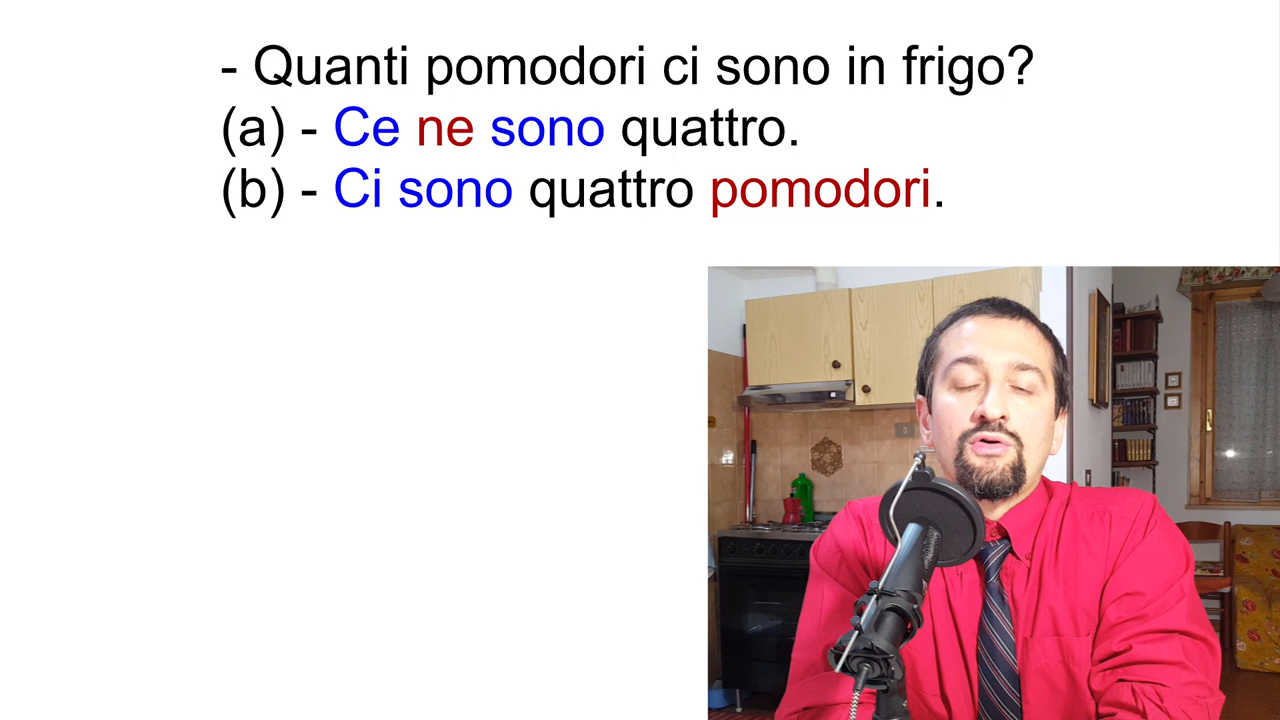 - Quanti pomodori ci sono in frigo?
(a) - Ce ne sono quattro.
(b) - Ci sono quattro pomodori.